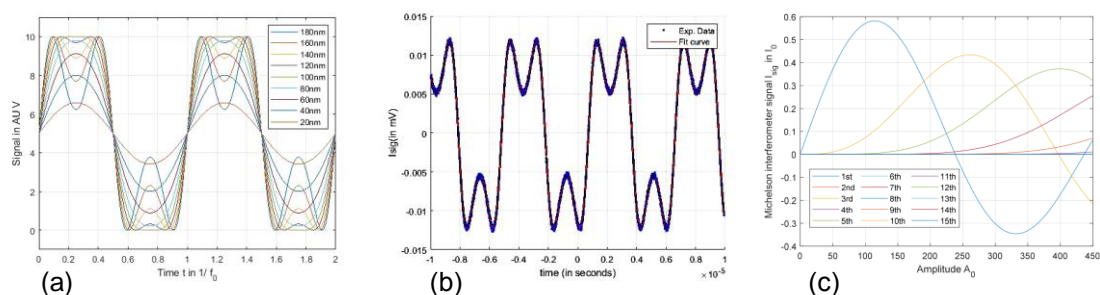 10
8
6
4
2
0
Signal in AU V
0 0.2 0.4 0.6 0.8 1 1.2 1.4 1.6 1.8 2
Time t in 1/ f0
180nm
160nm
140nm
120nm
100nm
80nm
60nm
40nm
20nm
(a)
0.015
0.01
0.005
0
-0.005
-0.01
-0.015
Isig(in mV)
-1 -0.8 -0.6 -0.4 -0.2 0 0.2 0.4 0.6 0.8 1
time (in seconds)
×10-5
Exp. Data
Fit curve
(b)
0.6
0.5
0.4
0.3
0.2
0.1
0
-0.1
-0.2
-0.3
-0.4
Michelson interferometer signal Isig in I0
0 50 100 150 200 250 300 350 400 450
Amplitude A0
1st 6th 11th
2nd 7th 12th
3rd 8th 13th
4th 9th 14th
5th 10th 15th
(c)